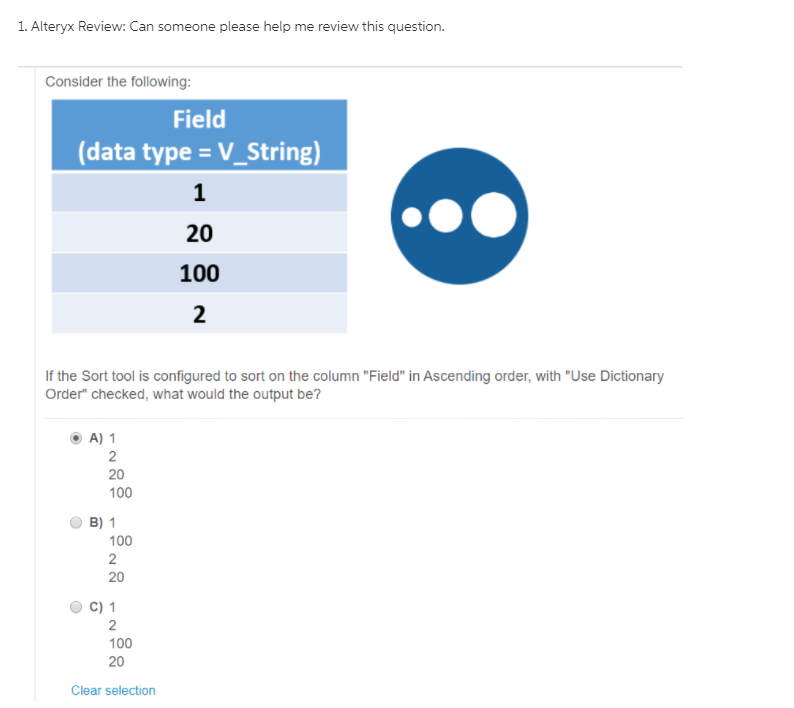 1. Alteryx Review: Can someone please help me review this question.
Consider the following:
Field
(data type = V_String)
1
20
100
2
If the Sort tool is configured to sort on the column "Field" in Ascending order, with "Use Dictionary
Order" checked, what would the output be?
A) 1
2
20
100
B) 1
100
2
20
C) 1
2
100
20
Clear selection